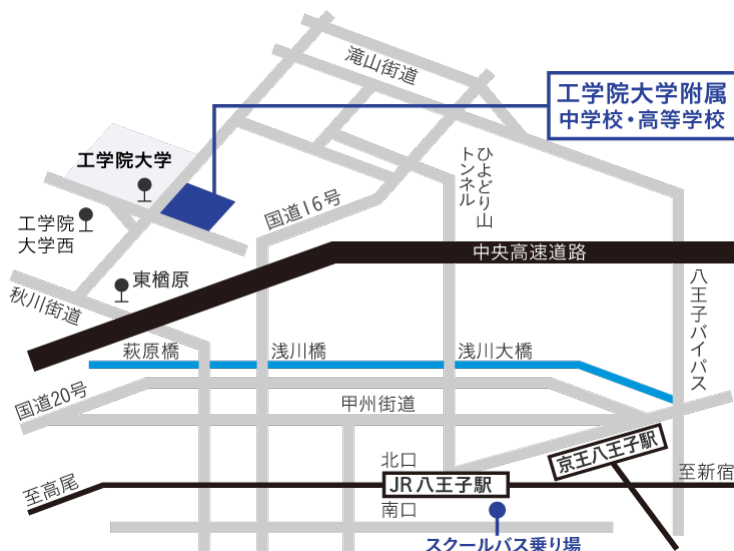 滝山街道
工学院大学附属
中学校・高等学校
工学院大学
ひよどり山
トンネル
国道16号
工学院
大学西
中央高速道路
東楢原
秋川街道
八王子バイパス
萩原橋
浅川橋
浅川大橋
国道20号
甲州街道
京王八王子駅
北口
至新宿
至高尾
JR八王子駅
南口
スクールバス乗り場